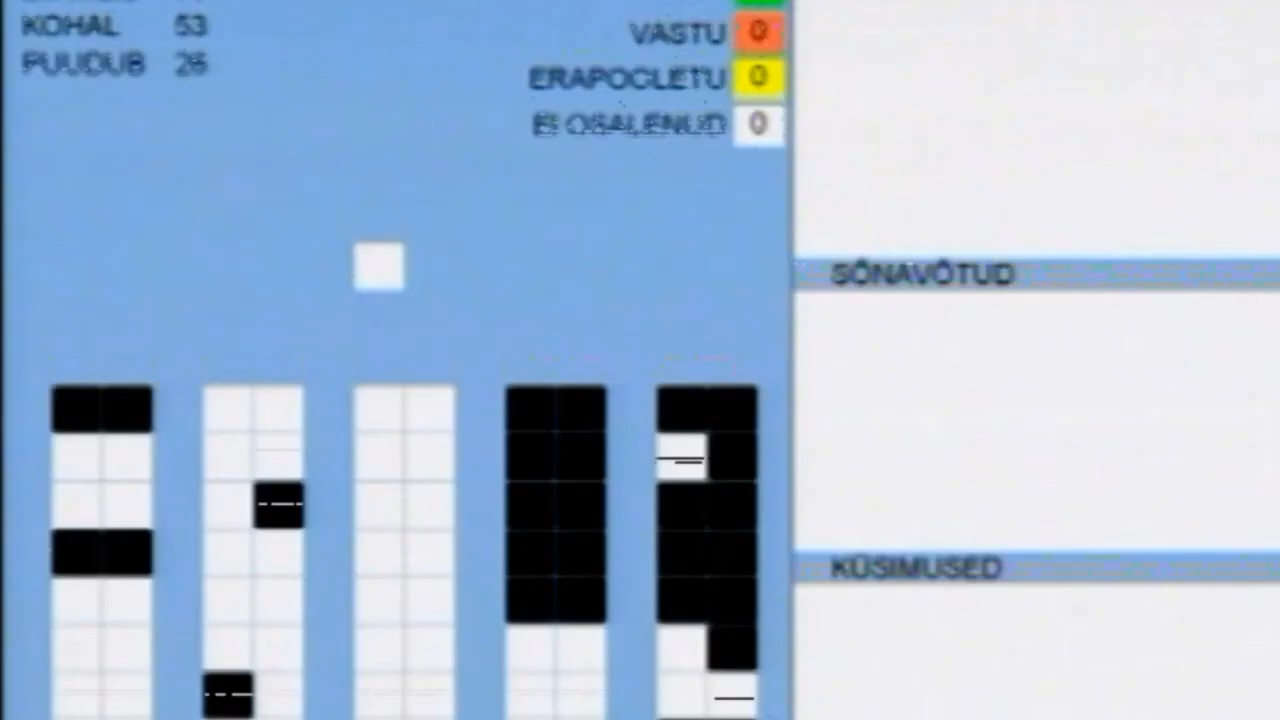 KOHAL 53
PUUDUB 26
VASTU 0
ERAPOOLETU 0
EI OSALENUD 0
SÕNAVÕTUD
KÜSIMUSED